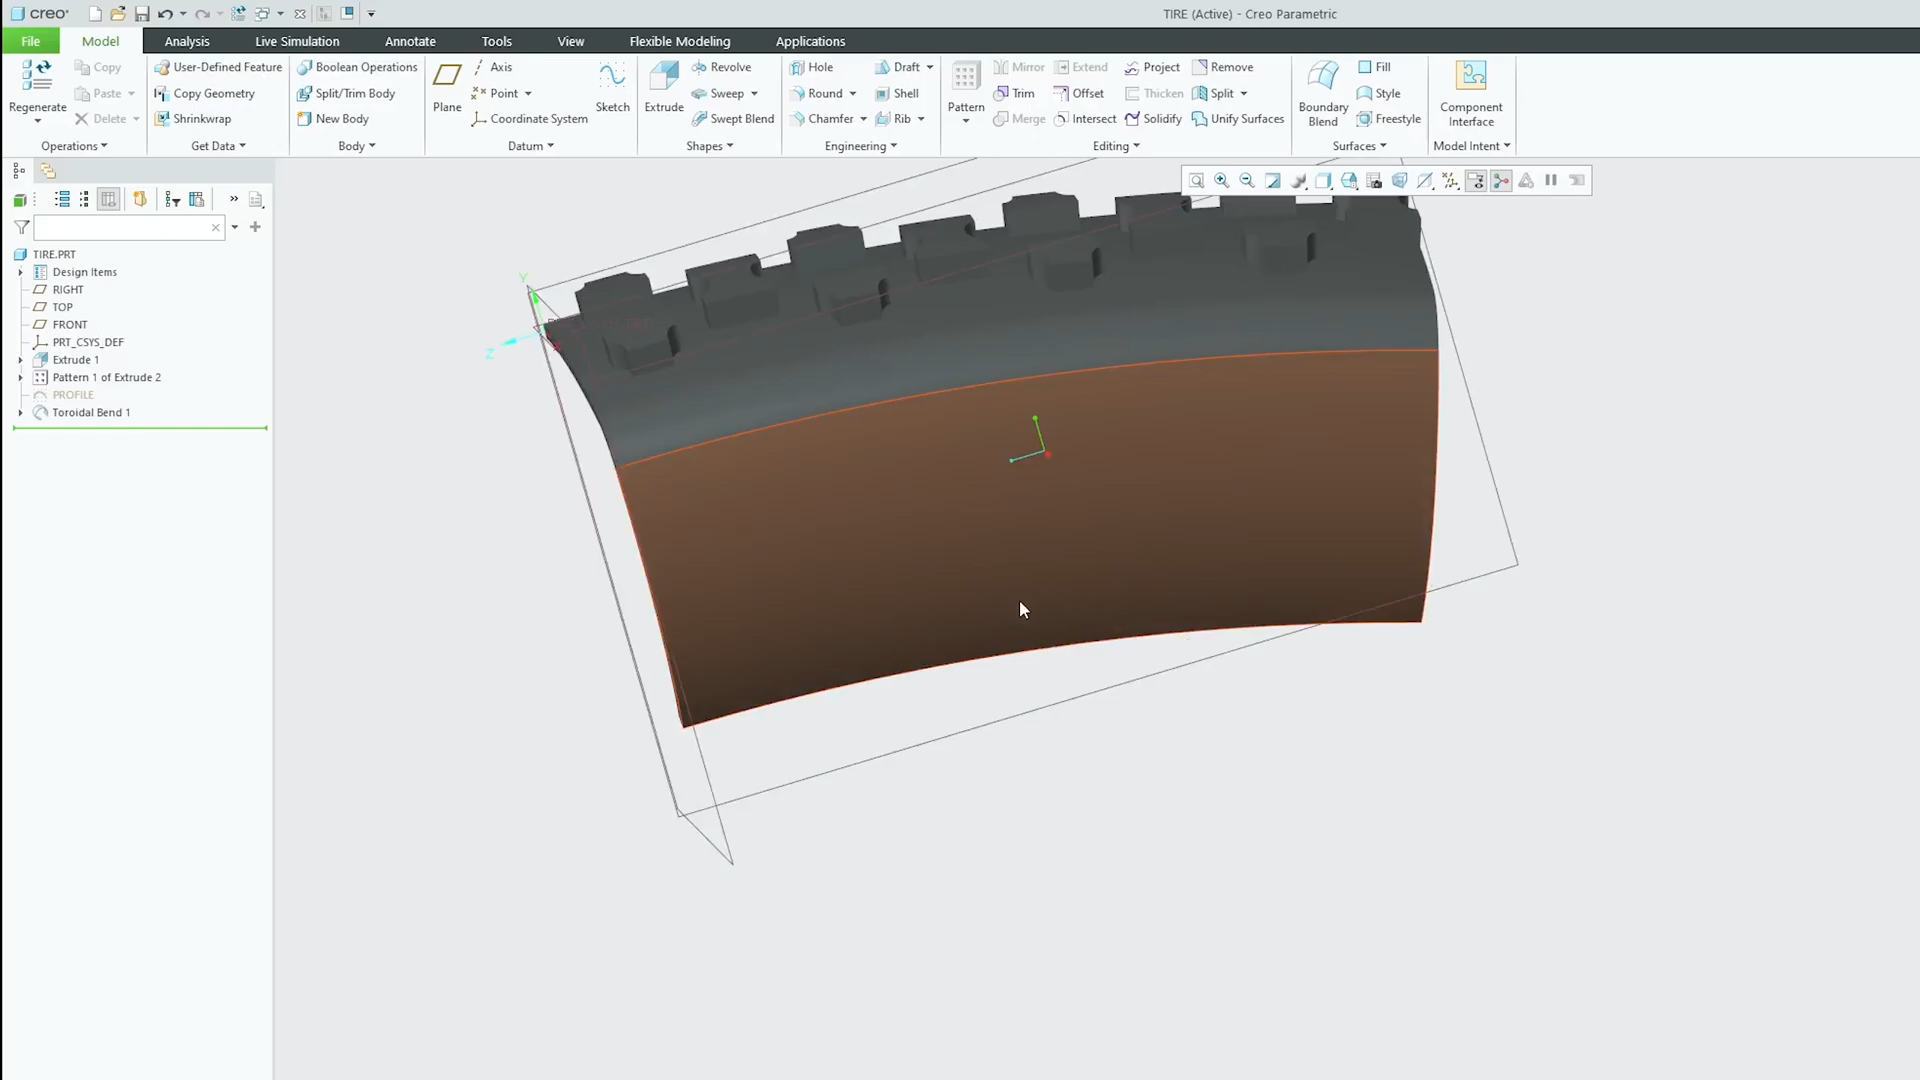 creo
TIRE (Active) - Creo Parametric
File Model Analysis Live Simulation Annotate Tools View Flexible Modeling Applications
Regenerate Copy User-Defined Feature Boolean Operations Plane Axis Sketch Extrude Revolve Hole Draft Pattern Mirror Extend Project Remove Boundary Blend Fill Component Interface
Paste Copy Geometry Split/Trim Body Point Sweep Round Shell Trim Offset Thicken Split Style
Delete Shrinkwrap New Body Coordinate System Swept Blend Chamfer Rib Merge Intersect Solidify Unify Surfaces Freestyle
Operations Get Data Body Datum Shapes Engineering Editing Surfaces Model Intent
TIRE.PRT
Design Items
RIGHT
TOP
FRONT
PRT_CSYS_DEF
Extrude 1
Pattern 1 of Extrude 2
PROFILE
Toroidal Bend 1
Y
Z